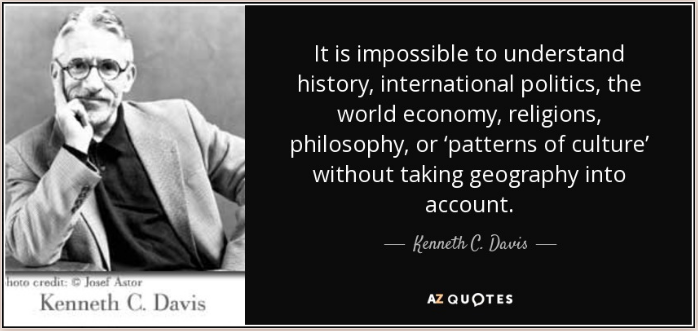 It is impossible to understand
history, international politics, the
world economy, religions,
philosophy, or ‘patterns of culture’
without taking geography into
account.
Kenneth C. Davis
AZ QUOTES
hoto credit: © Josef Astor
Kenneth C. Davis